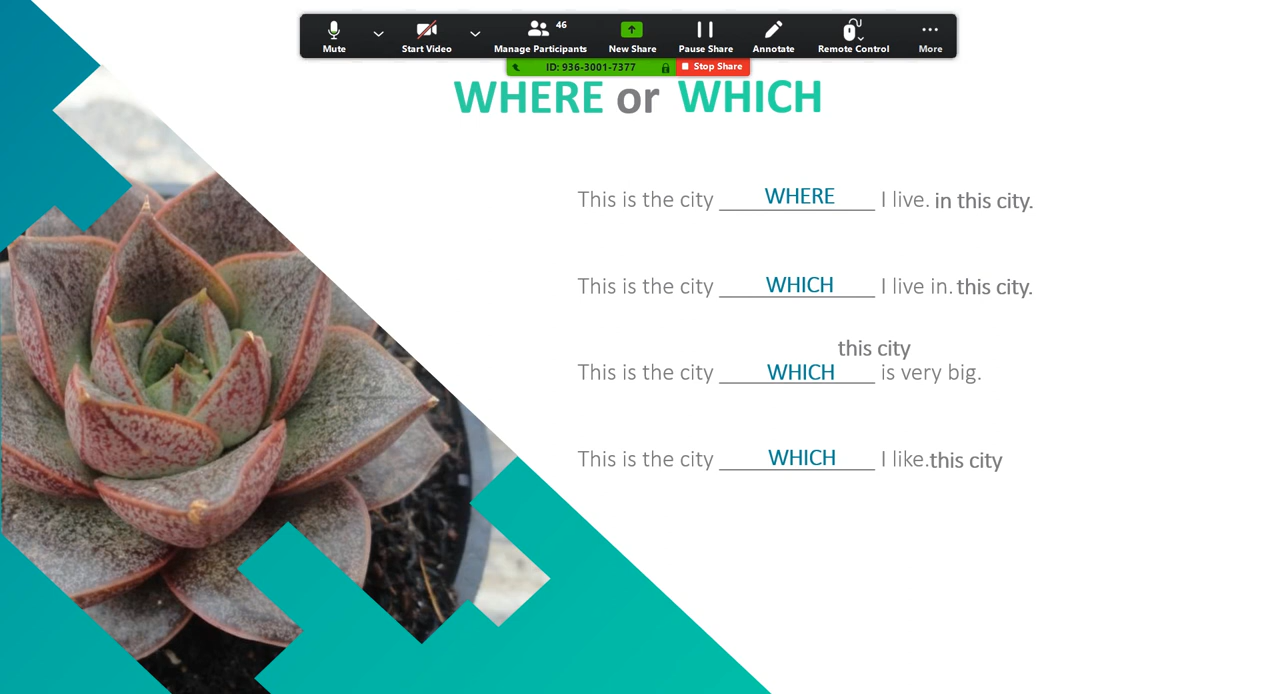 46
Mute
Start Video
Manage Participants
New Share
Pause Share
Annotate
Remote Control
More
ID: 936-3001-7377
Stop Share
WHERE or WHICH
This is the city WHERE I live. in this city.
This is the city WHICH I live in. this city.
this city
This is the city WHICH is very big.
This is the city WHICH I like.this city